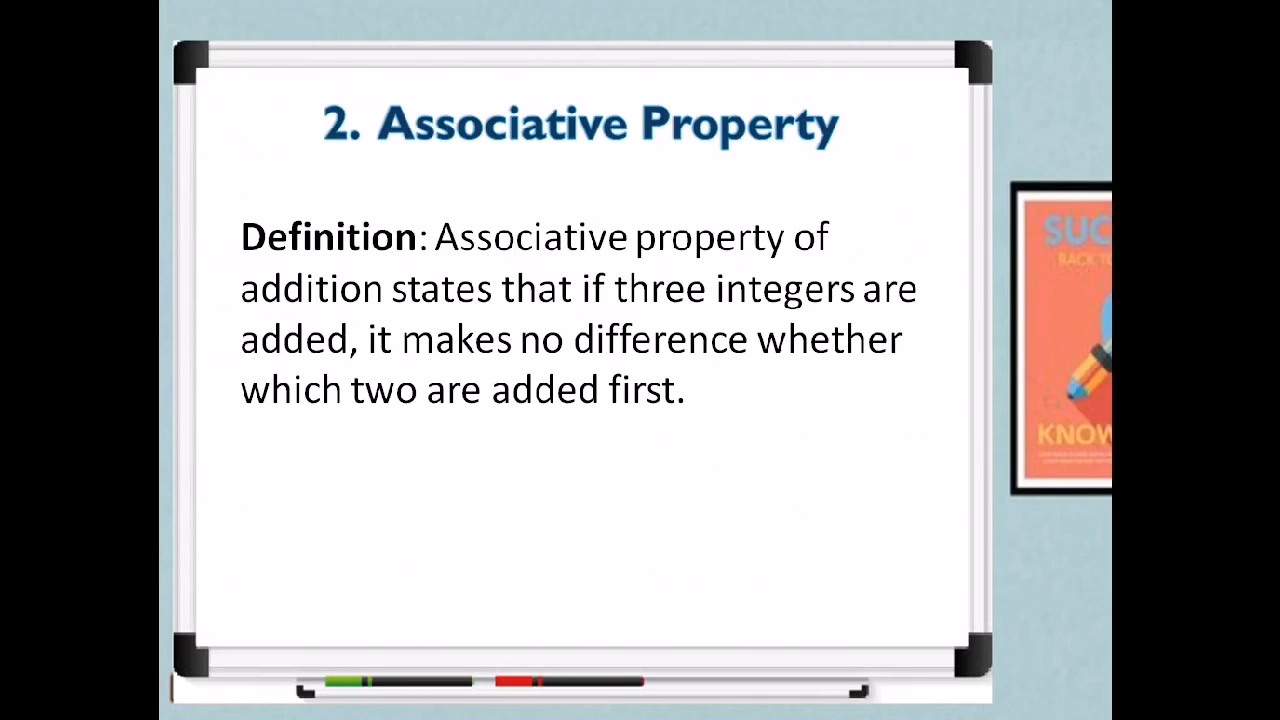 2. Associative Property
Definition: Associative property of
addition states that if three integers are
added, it makes no difference whether
which two are added first.
SUC
BACK T
KNOW